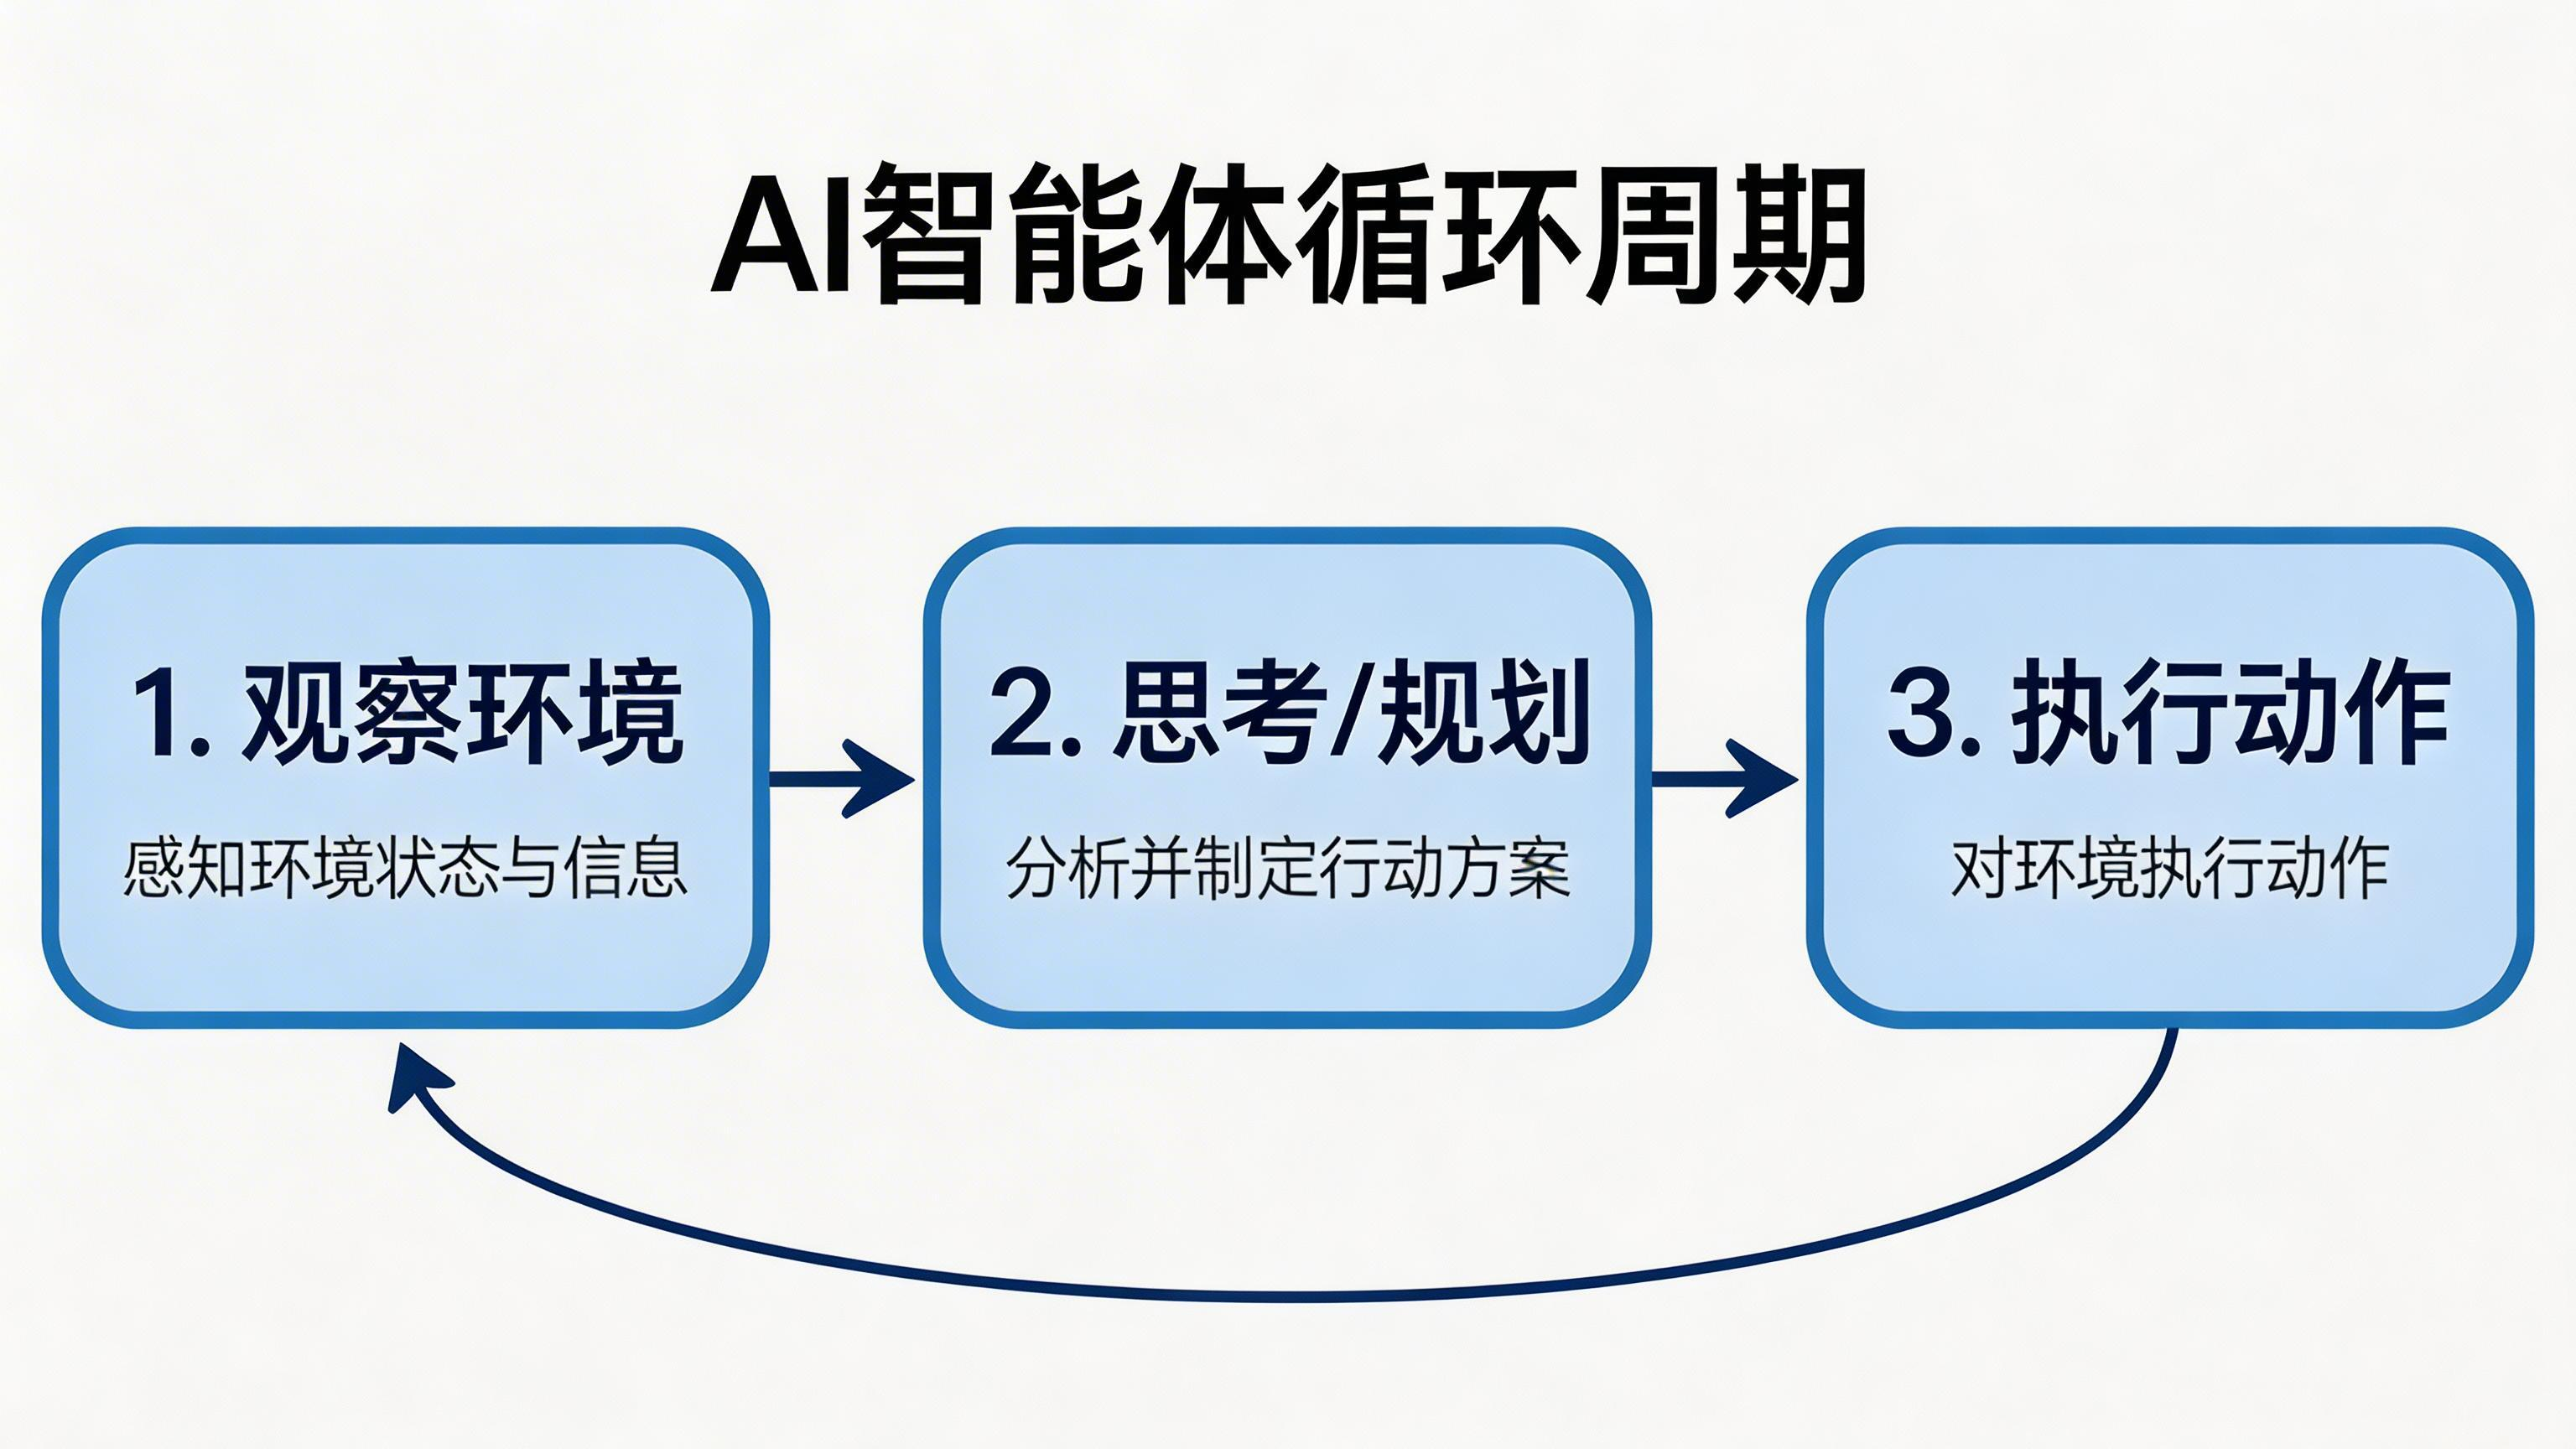 AI智能体循环周期
1. 观察环境
感知环境状态与信息
2. 思考/规划
分析并制定行动方案
3. 执行动作
对环境执行动作